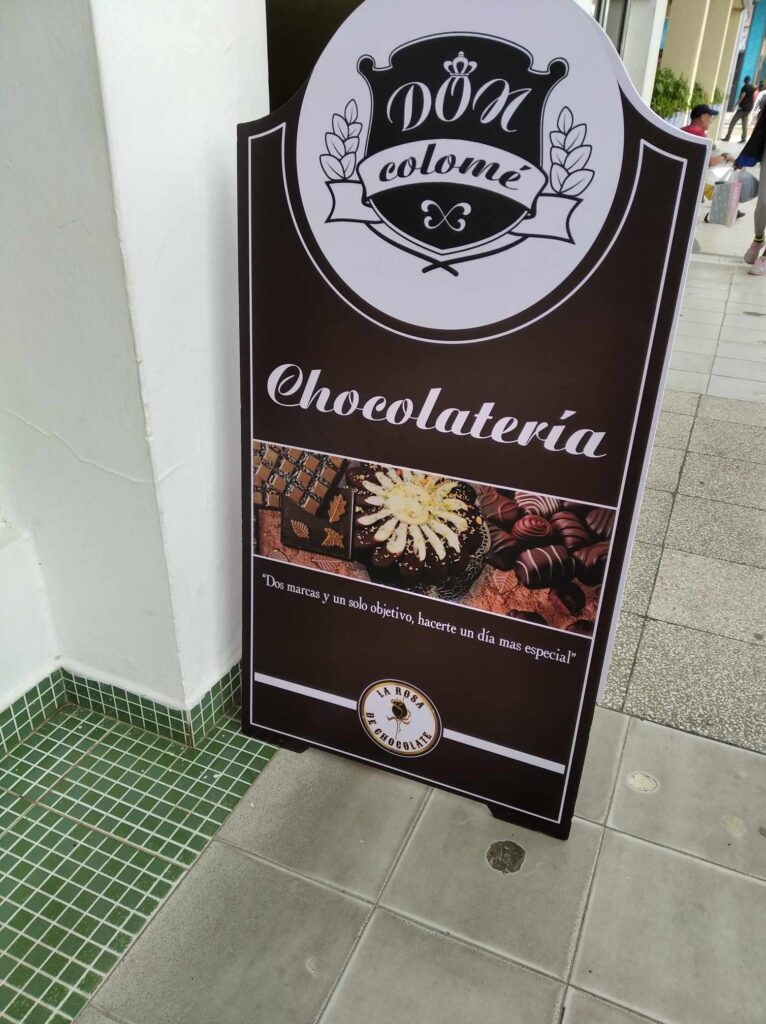 DON
colomé
Chocolatería
"Dos marcas y un solo objetivo, hacerte un día mas especial"
LA ROSA
DE CHOCOLATE